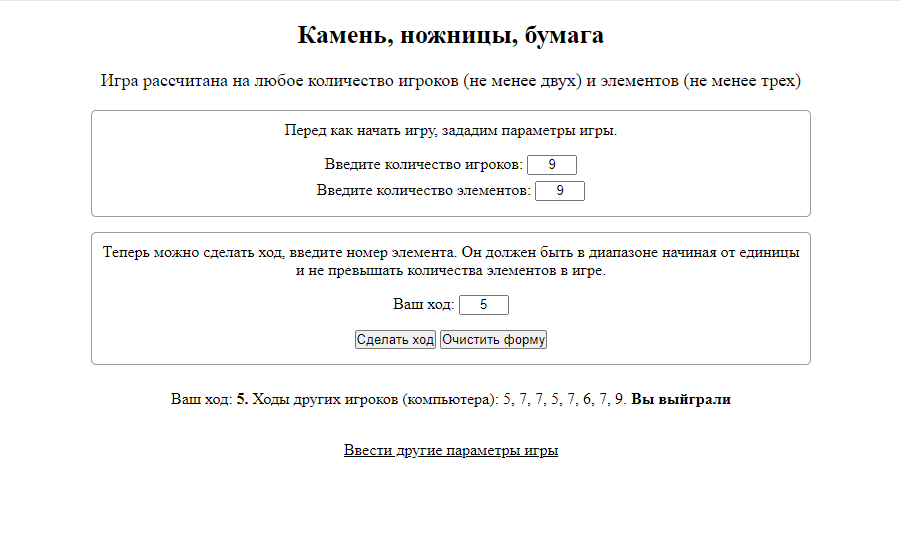 Камень, ножницы, бумага
Игра рассчитана на любое количество игроков (не менее двух) и элементов (не менее трех)
Перед как начать игру, зададим параметры игры.
Введите количество игроков: 9
Введите количество элементов: 9
Теперь можно сделать ход, введите номер элемента. Он должен быть в диапазоне начиная от единицы
и не превышать количества элементов в игре.
Ваш ход: 5
Сделать ход Очистить форму
Ваш ход: 5. Ходы других игроков (компьютера): 5, 7, 7, 5, 7, 6, 7, 9. Вы выйграли
Ввести другие параметры игры